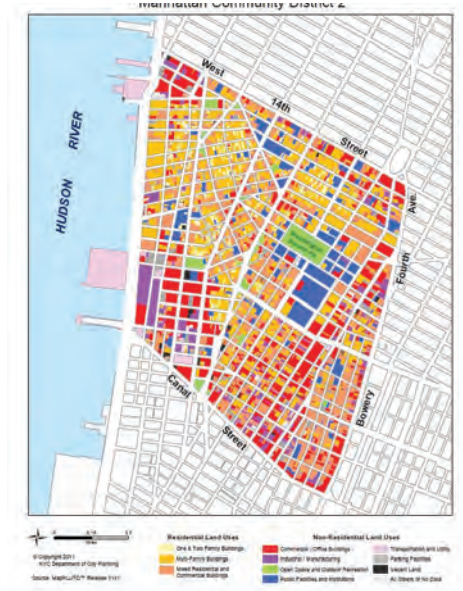 Manhattan Community District 2
West
14th
Street
HUDSON RIVER
Ave.
Fourth
Bowery
Canal
Street
Residential Land Uses
One & Two Family Buildings
Multi-Family Buildings
Mixed Residential and
Commercial Buildings
Non-Residential Land Uses
Commercial / Office Buildings
Industrial / Manufacturing
Open Space and Outdoor Recreation
Public Facilities and Institutions
Transportation and Utility
Parking Facilities
Vacant Land
All Others or No Data
© Copyright 2011
NYC Department of City Planning